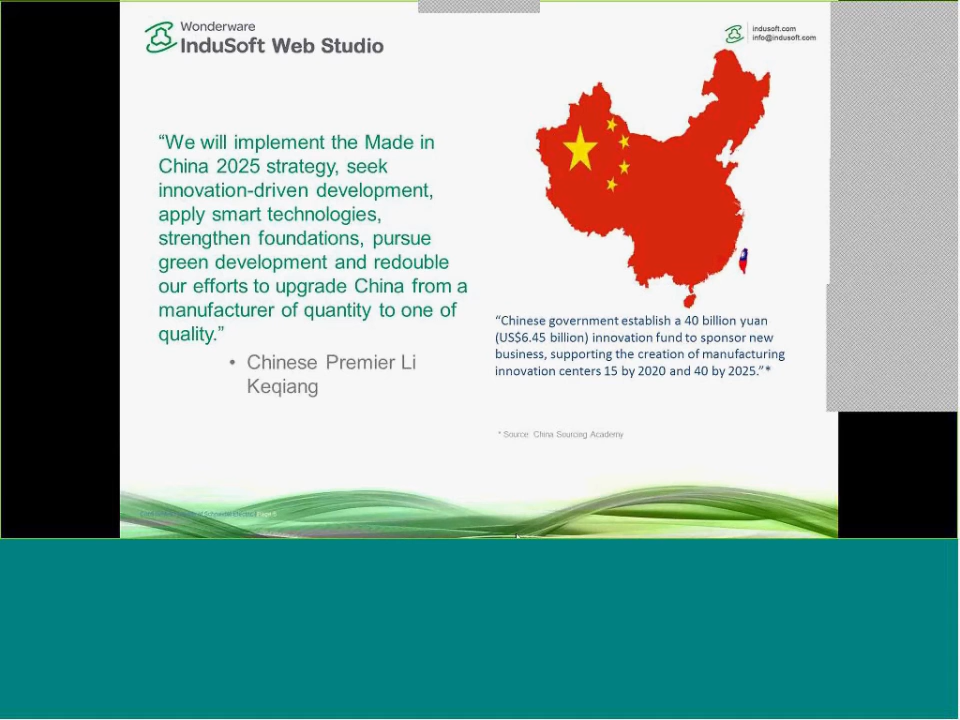 Wonderware
InduSoft Web Studio
indusoft.com
info@indusoft.com
“We will implement the Made in
China 2025 strategy, seek
innovation-driven development,
apply smart technologies,
strengthen foundations, pursue
green development and redouble
our efforts to upgrade China from a
manufacturer of quantity to one of
quality.”
• Chinese Premier Li
Keqiang
“Chinese government establish a 40 billion yuan
(US$6.45 billion) innovation fund to sponsor new
business, supporting the creation of manufacturing
innovation centers 15 by 2020 and 40 by 2025.”*
* Source: China Sourcing Academy